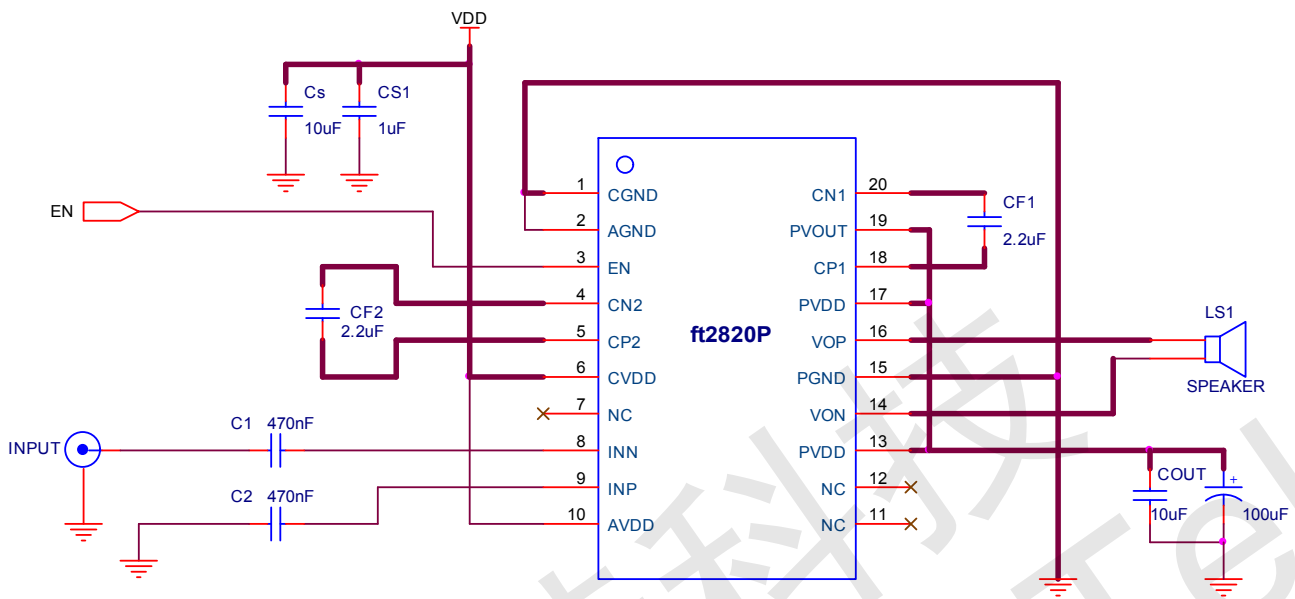 VDD
Cs
10uF
CS1
1uF
EN
CF2
2.2uF
INPUT
C1 470nF
C2 470nF
ft2820P
1 CGND
2 AGND
3 EN
4 CN2
5 CP2
6 CVDD
7 NC
8 INN
9 INP
10 AVDD
CN1 20
PVOUT 19
CP1 18
PVDD 17
VOP 16
PGND 15
VON 14
PVDD 13
NC 12
NC 11
CF1
2.2uF
LS1
SPEAKER
COUT
10uF
+
100uF
科技
Tel